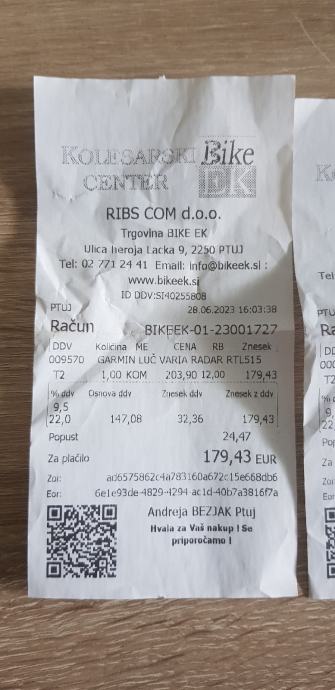 KOLESARSKI Bike
CENTER EK
RIBS COM d.o.o.
Trgovina BIKE EK
Ulica heroja Lacka 9, 2250 PTUJ
Tel: 02 771 24 41 Email: info@bikeek.si ;
www.bikeek.si
ID DDV:SI40255808
PTUJ 28.06.2023 16:03:38
Račun BIKEEK-01-23001727
DDV Količina ME CENA RB Znesek
009570 GARMIN LUČ VARIA RADAR RTL515
T2 1,00 KOM 203,90 12,00 179,43
% ddv Osnova ddv Znesek ddv Znesek z ddv
9,5
22,0 147,08 32,36 179,43
Popust 24,47
Za plačilo 179,43 EUR
Zoi: ad6575862c4a783160a672c15e668db6
Eor: 6e1e93de-4829-4294-ac1d-40b7a3816f7a
Andreja BEZJAK Ptuj
Hvala za Vaš nakup ! Se
priporočamo !